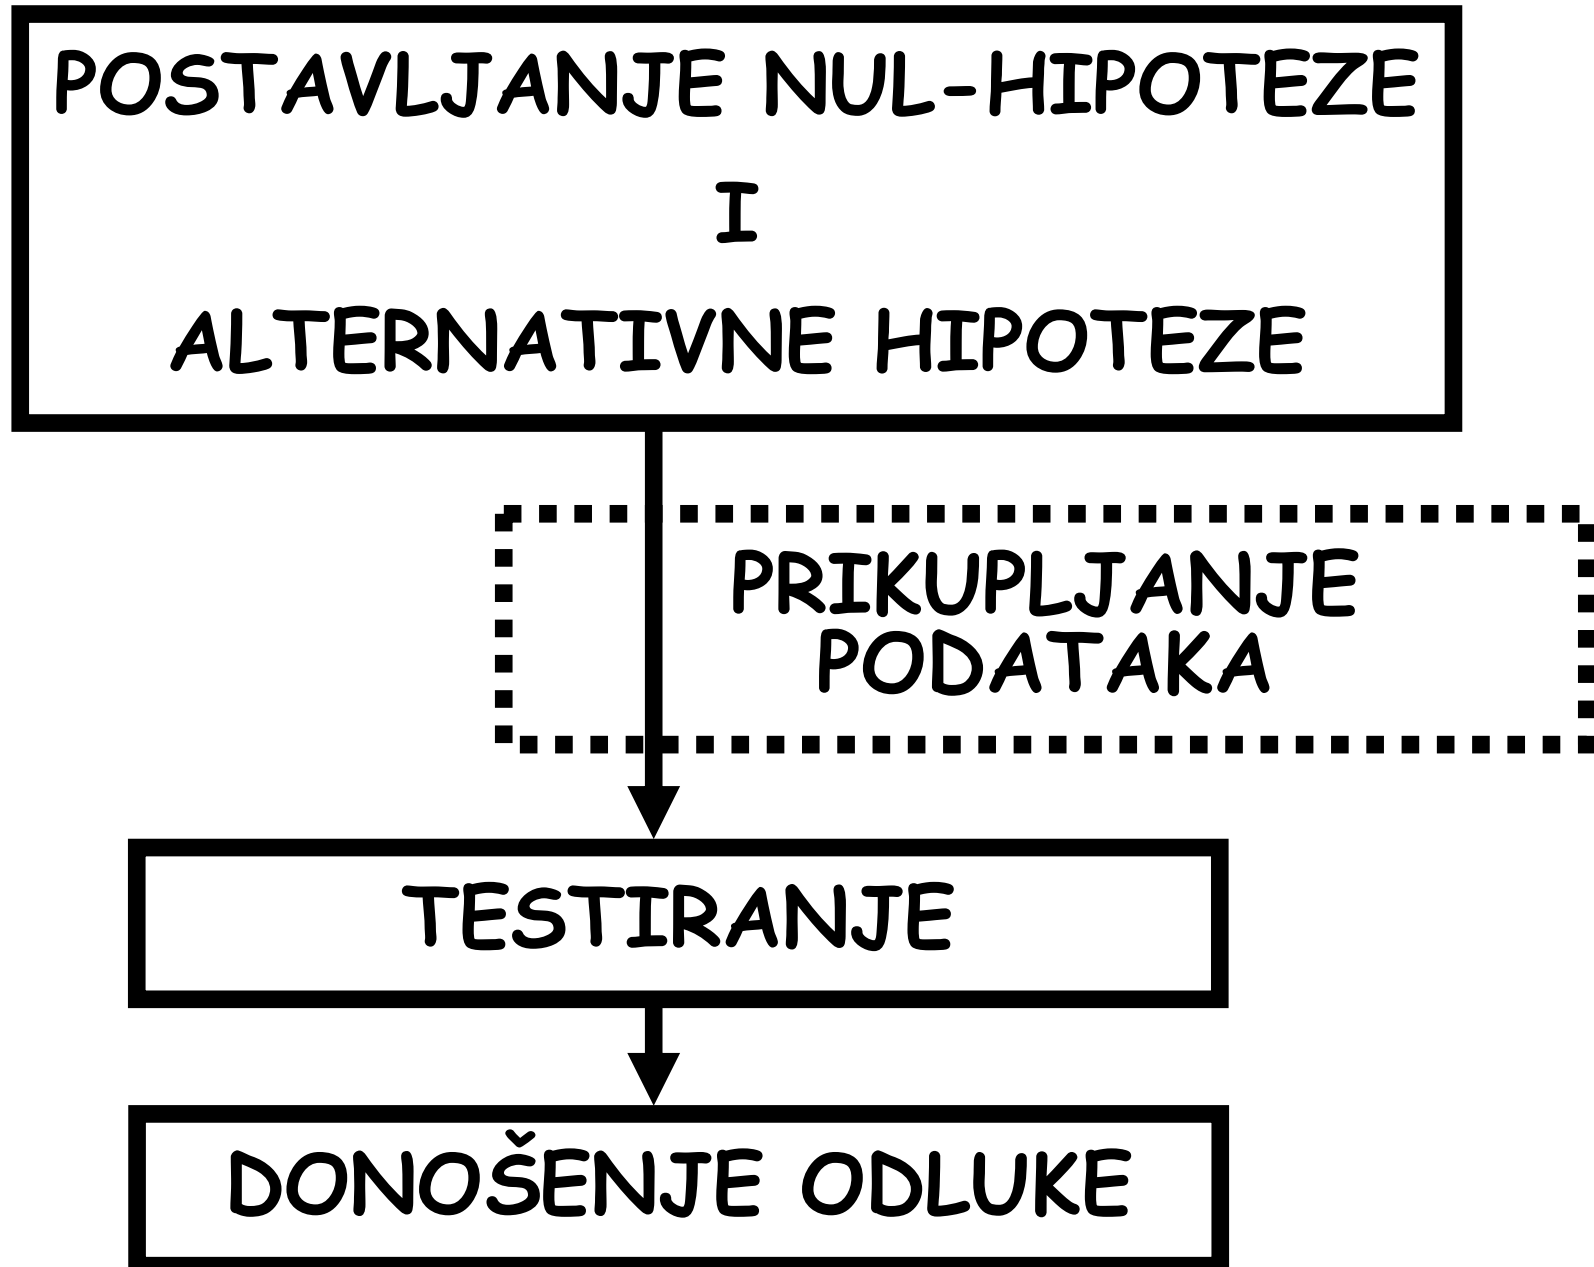 POSTAVLJANJE NUL-HIPOTEZE
I
ALTERNATIVNE HIPOTEZE
PRIKUPLJANJE
PODATAKA
TESTIRANJE
DONOŠENJE ODLUKE